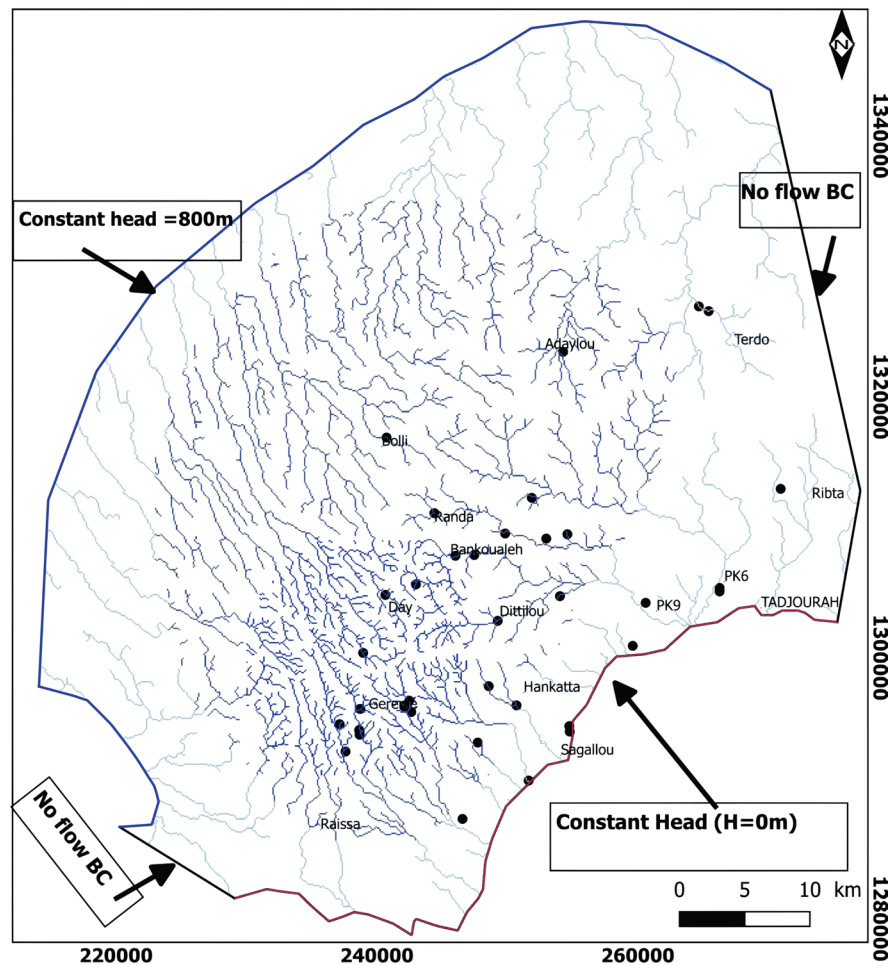 N
1340000
No flow BC
Constant head =800m
Terdo
Adaylou
1320000
Bolli
Ribta
Randa
Bankoualeh
PK6
PK9
TADJOURAH
Day
Dittilou
1300000
Hankatta
Sagallou
No flow BC
Raissa
Constant Head (H=0m)
0 5 10 km
1280000
220000 240000 260000